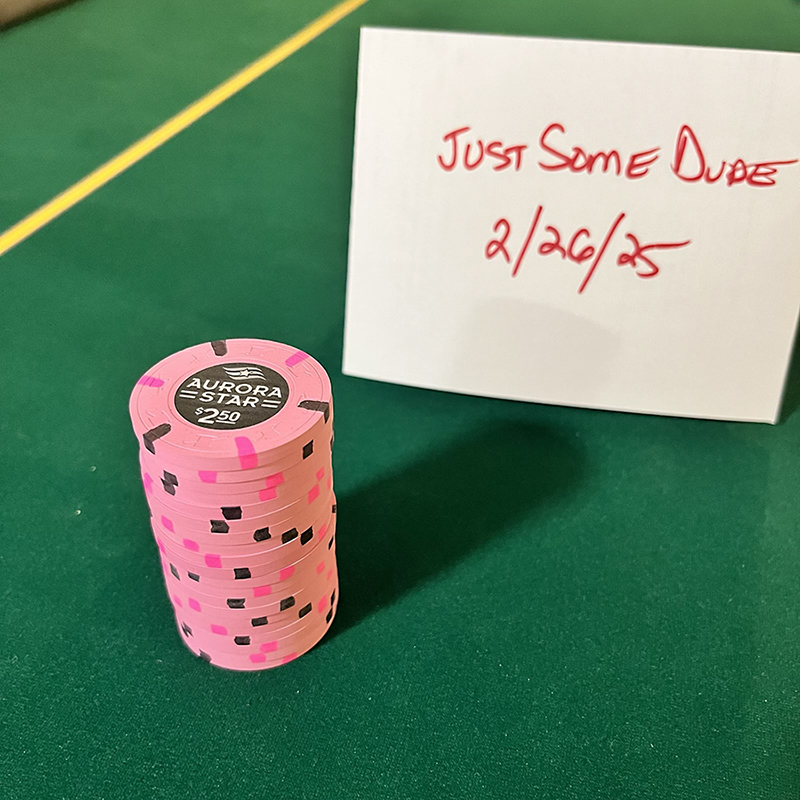 JUST SOME DUDE
2/26/25
AURORA
STAR
$2.50